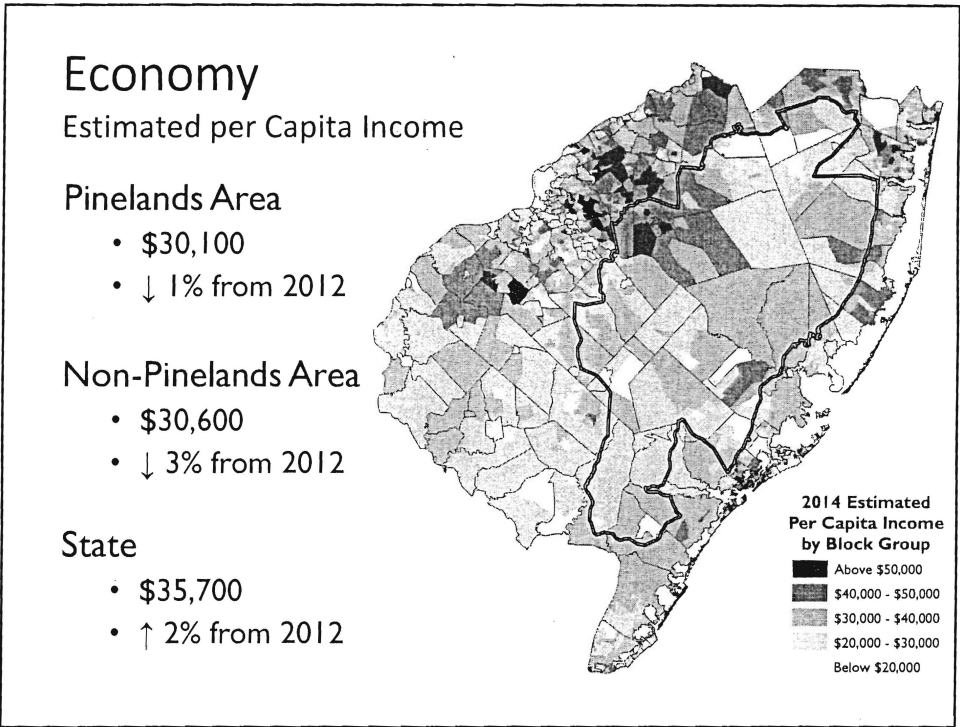 Economy
Estimated per Capita Income
Pinelands Area
• $30,100
• ↓ 1% from 2012
Non-Pinelands Area
• $30,600
• ↓ 3% from 2012
State
• $35,700
• ↑ 2% from 2012
2014 Estimated
Per Capita Income
by Block Group
Above $50,000
$40,000 - $50,000
$30,000 - $40,000
$20,000 - $30,000
Below $20,000